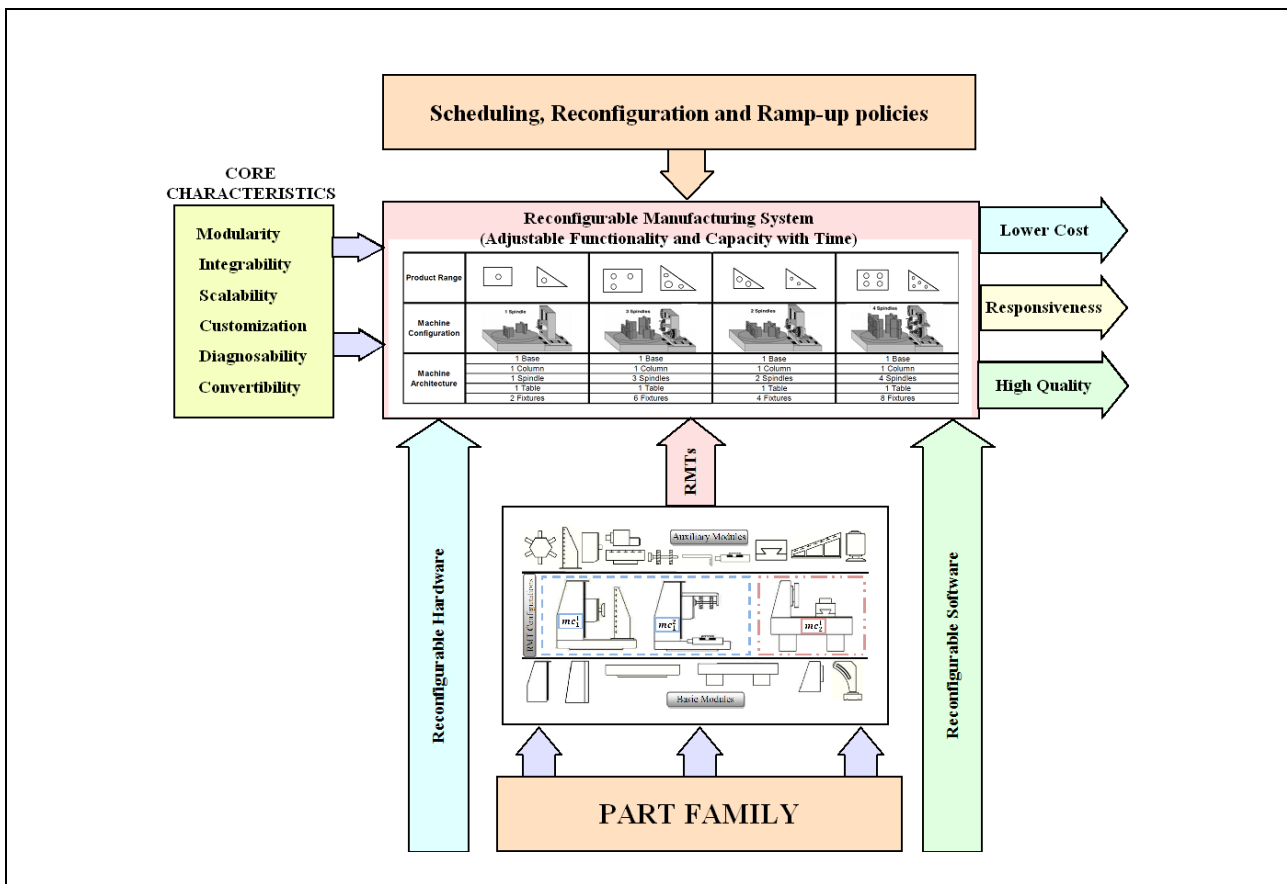 Scheduling, Reconfiguration and Ramp-up policies
CORE
CHARACTERISTICS
Modularity
Integrability
Scalability
Customization
Diagnosability
Convertibility
Reconfigurable Manufacturing System
(Adjustable Functionality and Capacity with Time)
Product Range
Machine
Configuration
1 Spindle
3 Spindles
2 Spindles
4 Spindles
Machine
Architecture
1 Base
1 Column
1 Spindle
1 Table
2 Fixtures
1 Base
1 Column
3 Spindles
1 Table
6 Fixtures
1 Base
1 Column
2 Spindles
1 Table
4 Fixtures
1 Base
1 Column
4 Spindles
1 Table
8 Fixtures
Lower Cost
Responsiveness
High Quality
Reconfigurable Hardware
RMTs
Reconfigurable Software
Auxiliary Modules
RMT Configurations
mc₁¹
mc₁²
mc₂¹
Basic Modules
PART FAMILY